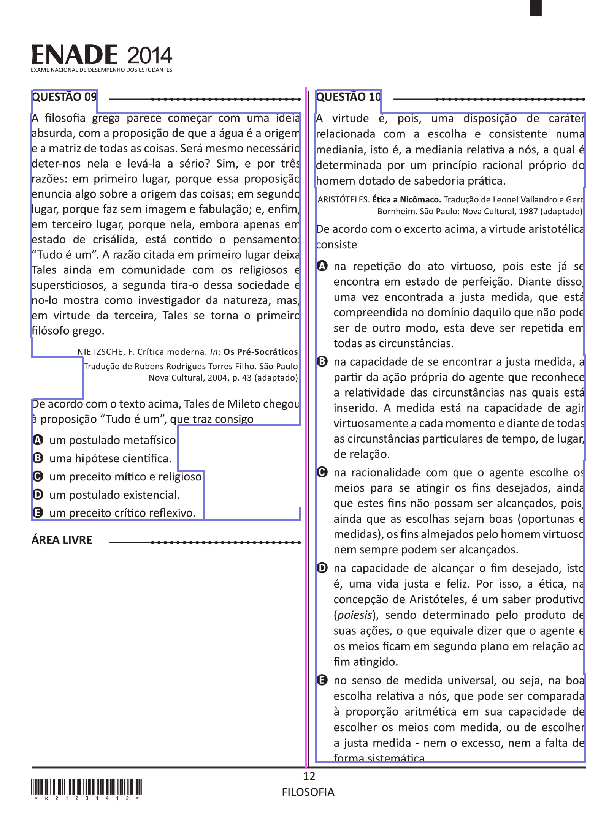 ENADE 2014
EXAME NACIONAL DE DESEMPENHO DOS ESTUDANTES
QUESTÃO 09
A filosofia grega parece começar com uma ideia
absurda, com a proposição de que a água é a origem
e a matriz de todas as coisas. Será mesmo necessário
deter-nos nela e levá-la a sério? Sim, e por três
razões: em primeiro lugar, porque essa proposição
enuncia algo sobre a origem das coisas; em segundo
lugar, porque faz sem imagem e fabulação; e, enfim,
em terceiro lugar, porque nela, embora apenas em
estado de crisálida, está contido o pensamento:
“Tudo é um”. A razão citada em primeiro lugar deixa
Tales ainda em comunidade com os religiosos e
supersticiosos, a segunda tira-o dessa sociedade e
no-lo mostra como investigador da natureza, mas,
em virtude da terceira, Tales se torna o primeiro
filósofo grego.
NIETZSCHE, F. Crítica moderna. In: Os Pré-Socráticos
Tradução de Rubens Rodrigues Torres Filho. São Paulo
Nova Cultural, 2004, p. 43 (adaptado)
De acordo com o texto acima, Tales de Mileto chegou
à proposição “Tudo é um”, que traz consigo
A um postulado metafísico
B uma hipótese científica.
C um preceito mítico e religioso
D um postulado existencial.
E um preceito crítico reflexivo.
ÁREA LIVRE
QUESTÃO 10
A virtude é, pois, uma disposição de caráter
relacionada com a escolha e consistente numa
mediania, isto é, a mediania relativa a nós, a qual é
determinada por um princípio racional próprio do
homem dotado de sabedoria prática.
ARISTÓTELES. Ética a Nicômaco. Tradução de Leonel Vallandro e Gerd
Bornheim. São Paulo: Nova Cultural, 1987 (adaptado)
De acordo com o excerto acima, a virtude aristotélica
consiste
A na repetição do ato virtuoso, pois este já se
encontra em estado de perfeição. Diante disso,
uma vez encontrada a justa medida, que está
compreendida no domínio daquilo que não pode
ser de outro modo, esta deve ser repetida em
todas as circunstâncias.
B na capacidade de se encontrar a justa medida, a
partir da ação própria do agente que reconhece
a relatividade das circunstâncias nas quais está
inserido. A medida está na capacidade de agir
virtuosamente a cada momento e diante de todas
as circunstâncias particulares de tempo, de lugar,
de relação.
C na racionalidade com que o agente escolhe os
meios para se atingir os fins desejados, ainda
que estes fins não possam ser alcançados, pois,
ainda que as escolhas sejam boas (oportunas e
medidas), os fins almejados pelo homem virtuoso
nem sempre podem ser alcançados.
D na capacidade de alcançar o fim desejado, isto
é, uma vida justa e feliz. Por isso, a ética, na
concepção de Aristóteles, é um saber produtivo
(poiesis), sendo determinado pelo produto de
suas ações, o que equivale dizer que o agente e
os meios ficam em segundo plano em relação ao
fim atingido.
E no senso de medida universal, ou seja, na boa
escolha relativa a nós, que pode ser comparada
à proporção aritmética em sua capacidade de
escolher os meios com medida, ou de escolher
a justa medida - nem o excesso, nem a falta de
forma sistemática
12
FILOSOFIA